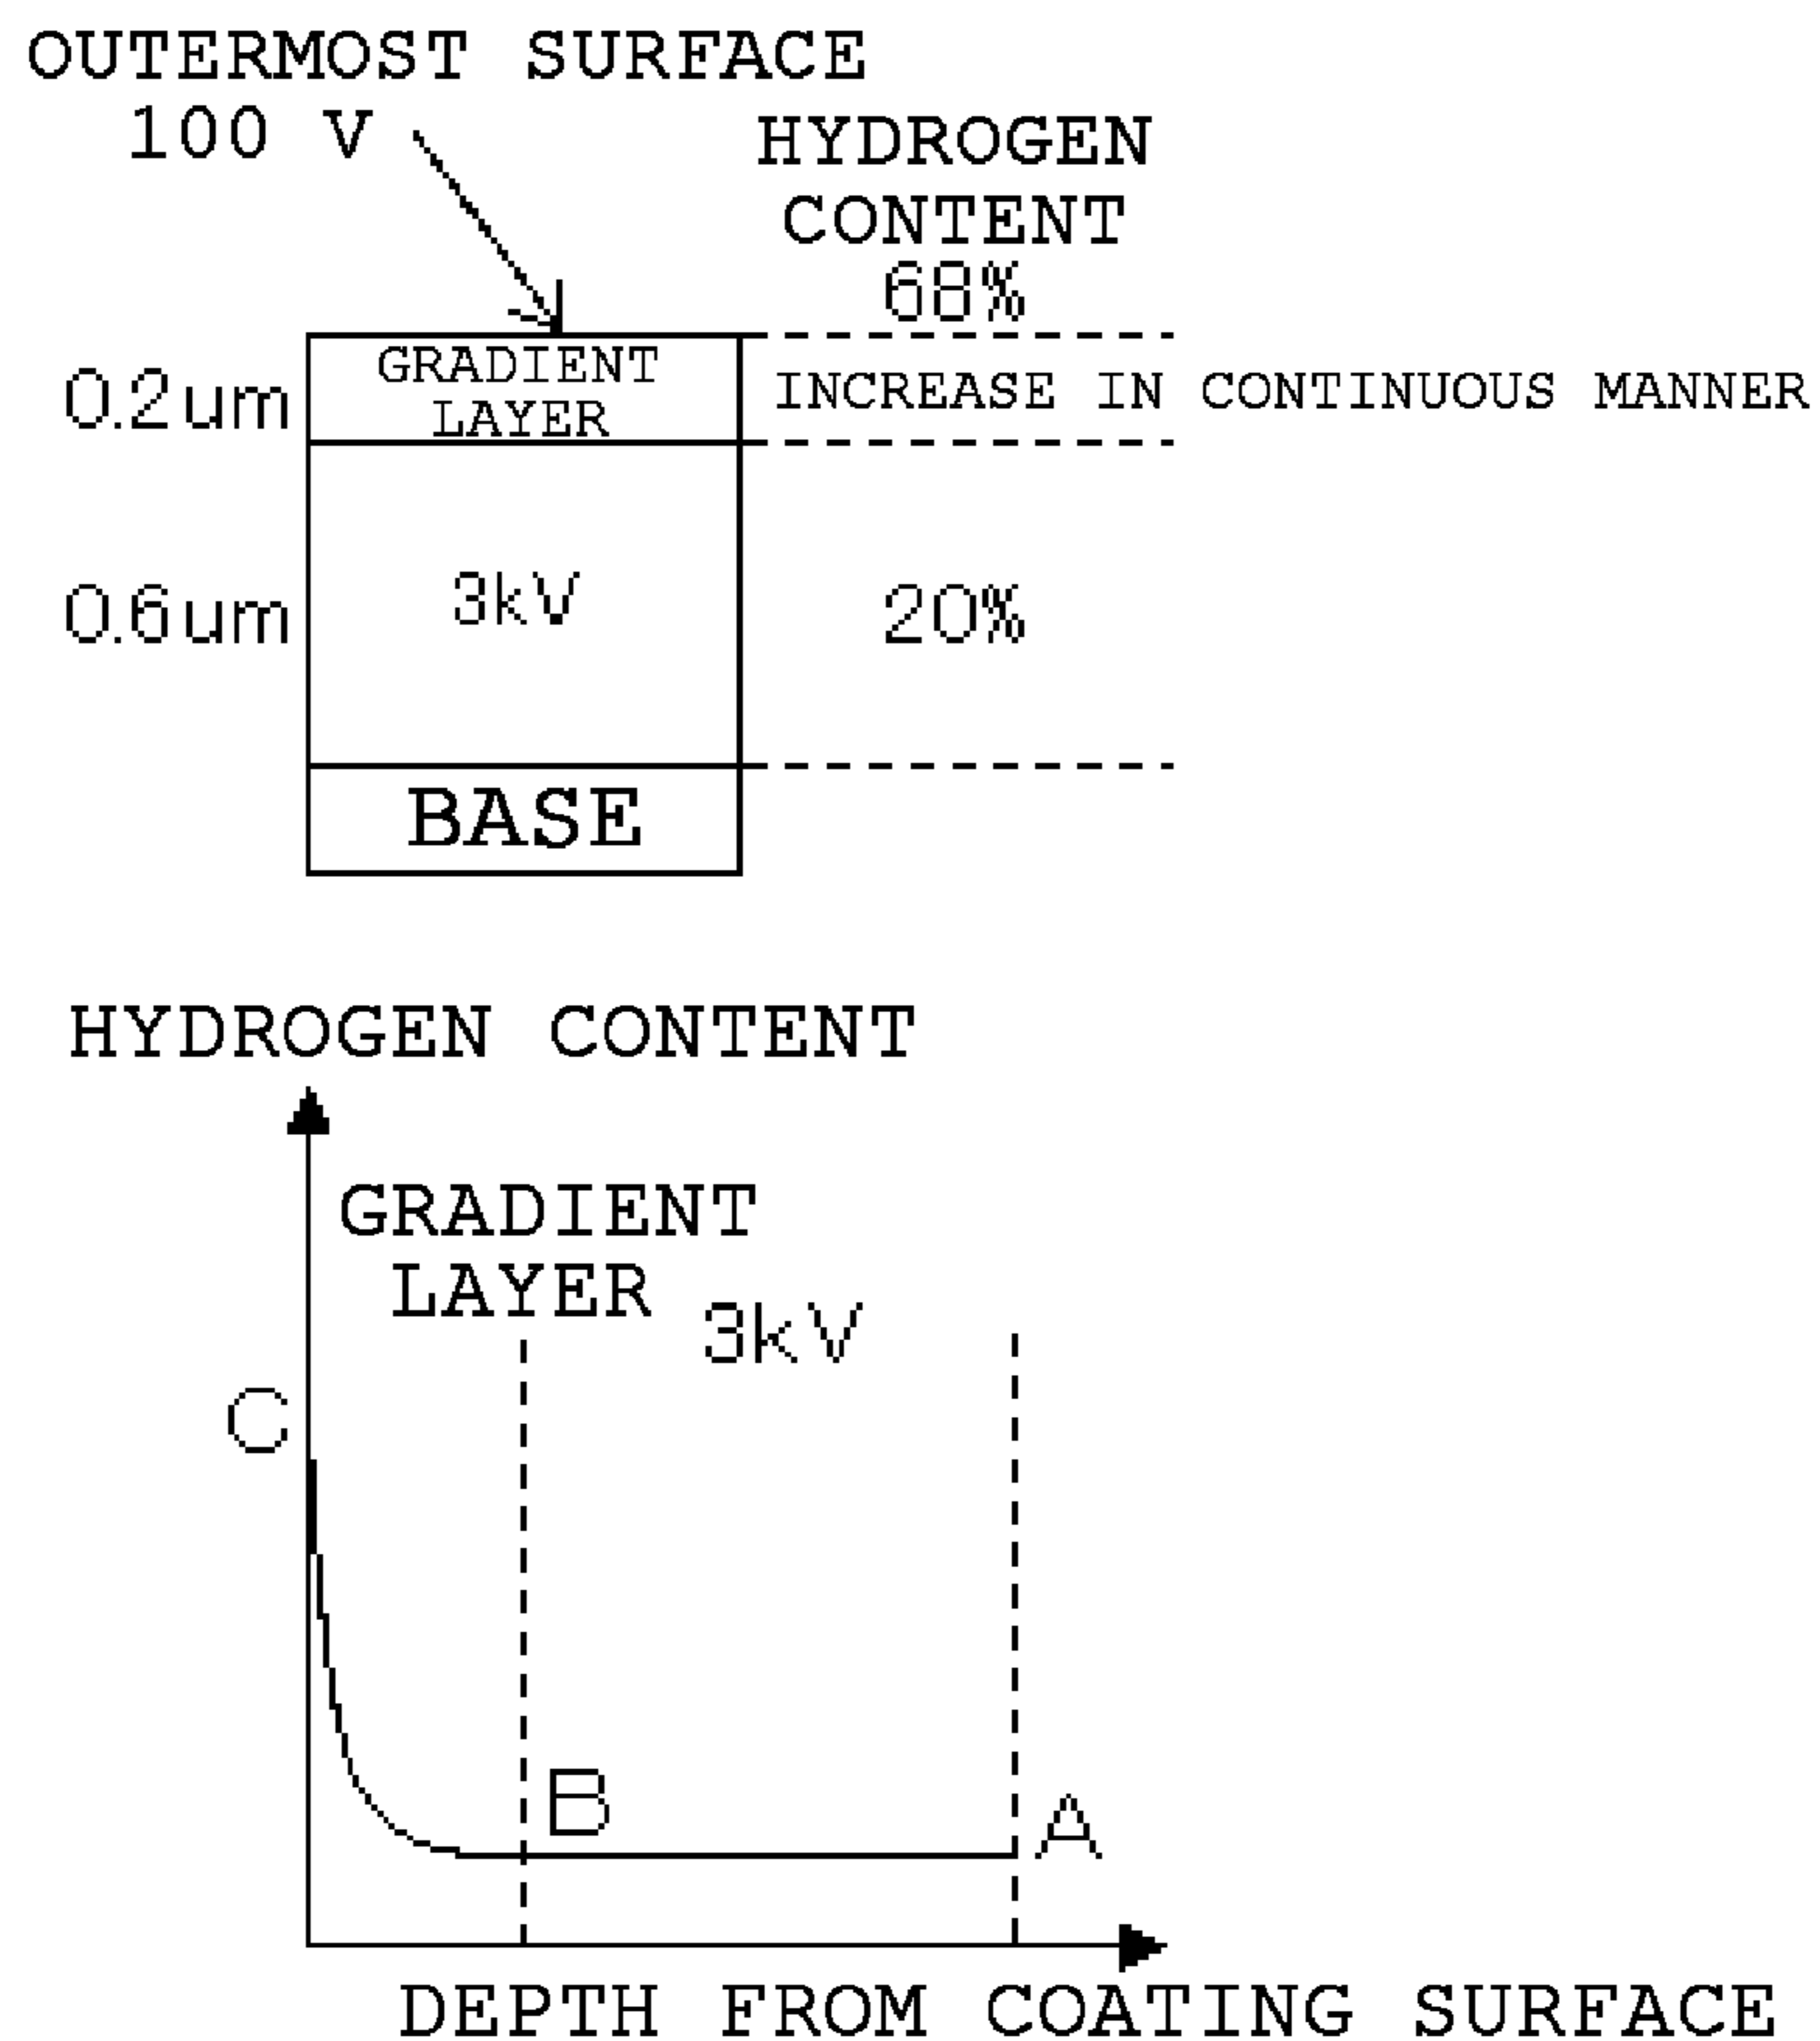 OUTERMOST SURFACE
100 V
HYDROGEN
CONTENT
68%
0.2um
GRADIENT
LAYER
INCREASE IN CONTINUOUS MANNER
0.6um
3kV
20%
BASE
HYDROGEN CONTENT
GRADIENT
LAYER
3kV
C
B
A
DEPTH FROM COATING SURFACE